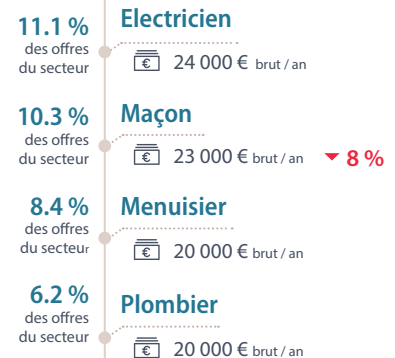 11.1 %
des offres
du secteur
Electricien
€ 24 000 € brut / an
10.3 %
des offres
du secteur
Maçon
€ 23 000 € brut / an 8 %
8.4 %
des offres
du secteur
Menuisier
€ 20 000 € brut / an
6.2 %
des offres
du secteur
Plombier
€ 20 000 € brut / an